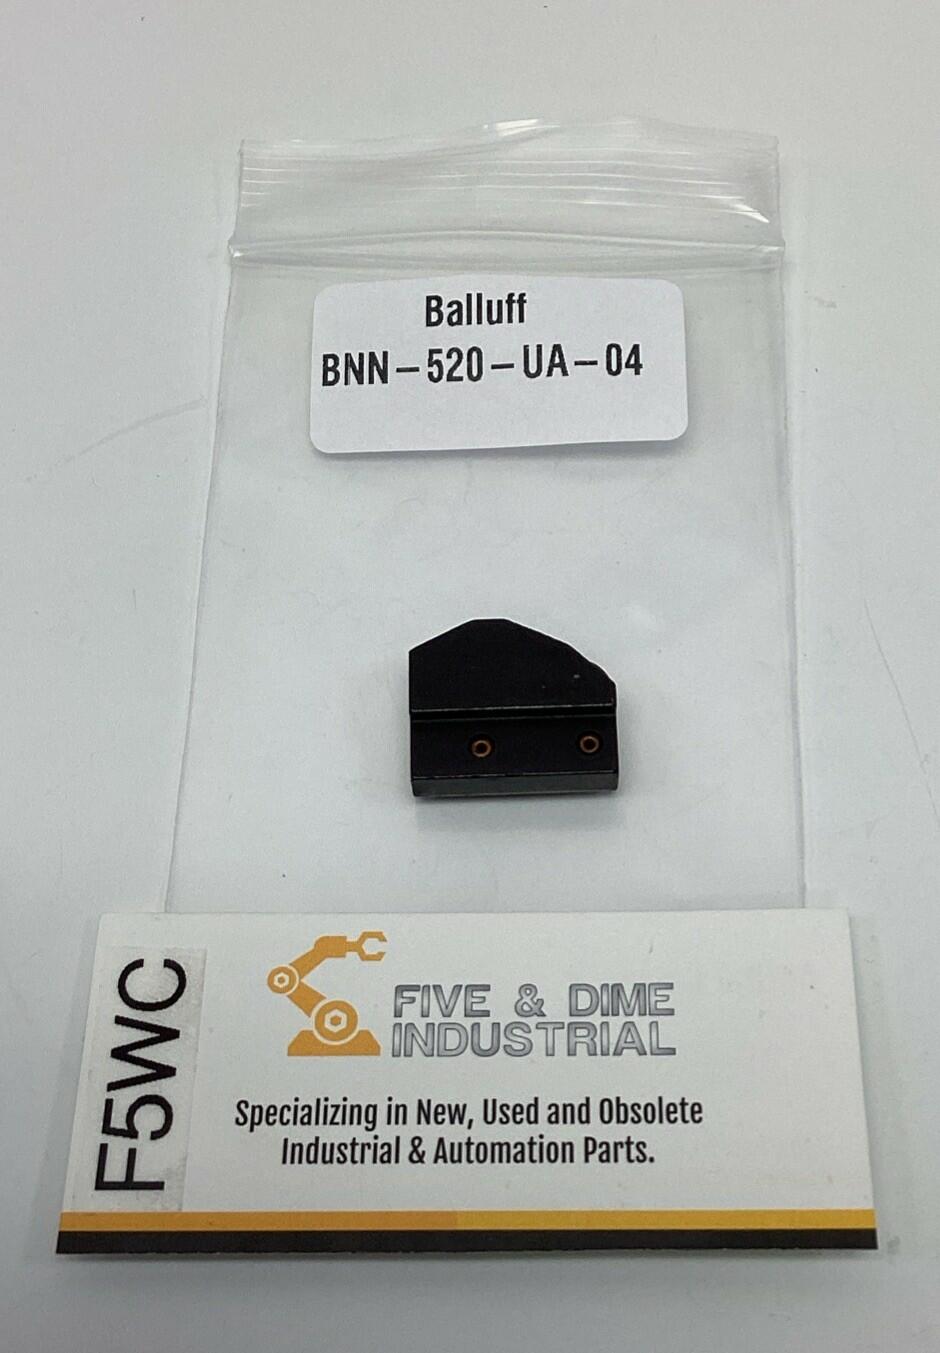 Balluff
BNN-520-UA-04
F5WC
FIVE & DIME
INDUSTRIAL
Specializing in New, Used and Obsolete
Industrial & Automation Parts.